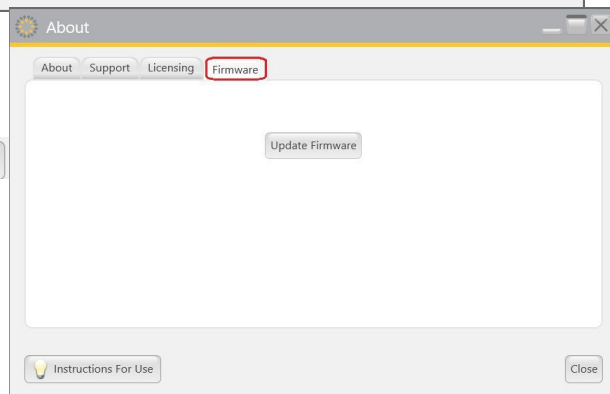 About
About Support Licensing Firmware
Update Firmware
Instructions For Use Close